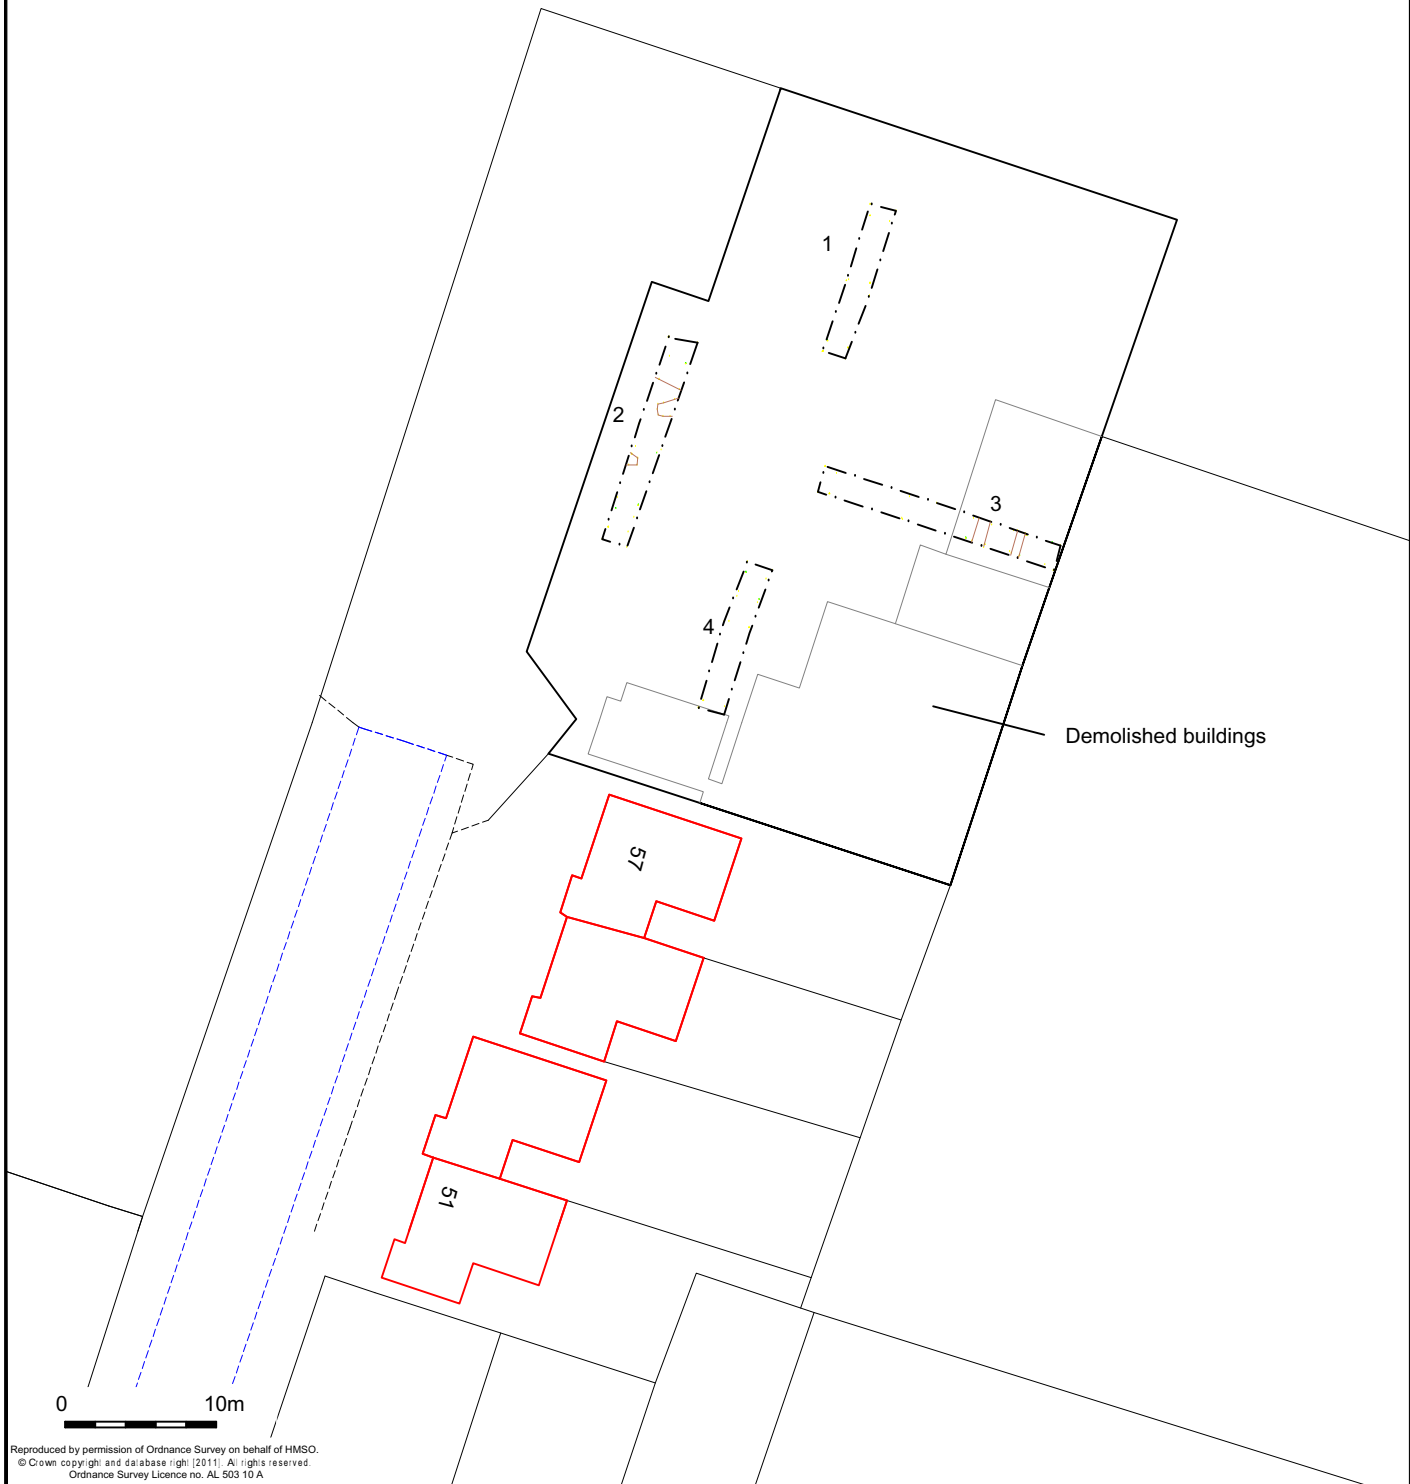 1
2
3
4
Demolished buildings
57
51
0 10m
Reproduced by permission of Ordnance Survey on behalf of HMSO.
© Crown copyright and database right [2011]. All rights reserved.
Ordnance Survey Licence no. AL 503 10 A